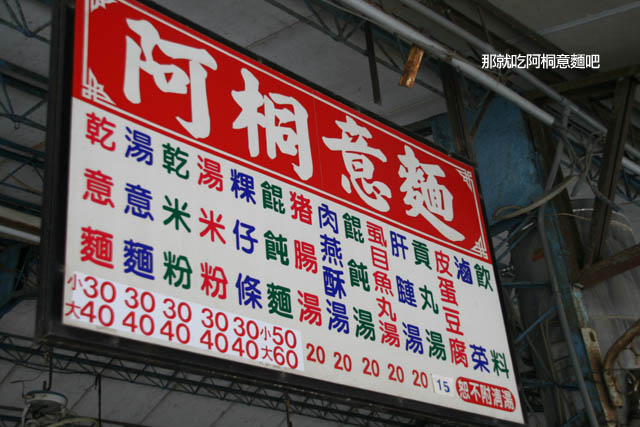 那就吃阿桐意麵吧
阿桐意麵
乾意麵 小30 大40
湯意麵 30 40
乾米粉 30 40
湯米粉 30 40
粿仔條 30 40
餛飩麵 小50 大60
豬腸湯 20
肉燕酥湯 20
餛飩湯 20
虱目魚丸湯 20
肝湯 20
貢丸湯 15
皮蛋豆腐
滷菜
飲料
恕不附清湯